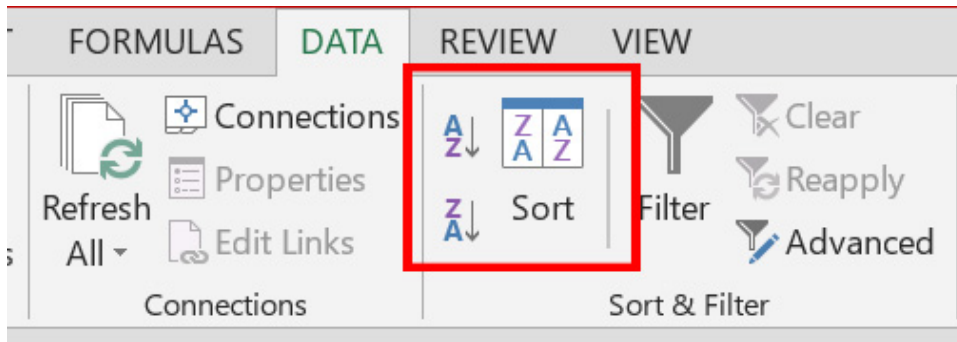 FORMULAS DATA REVIEW VIEW
Connections
Properties
Edit Links
Refresh
All
Connections
A
Z
Z
A
Z A
A Z
Sort
Filter
Clear
Reapply
Advanced
Sort & Filter